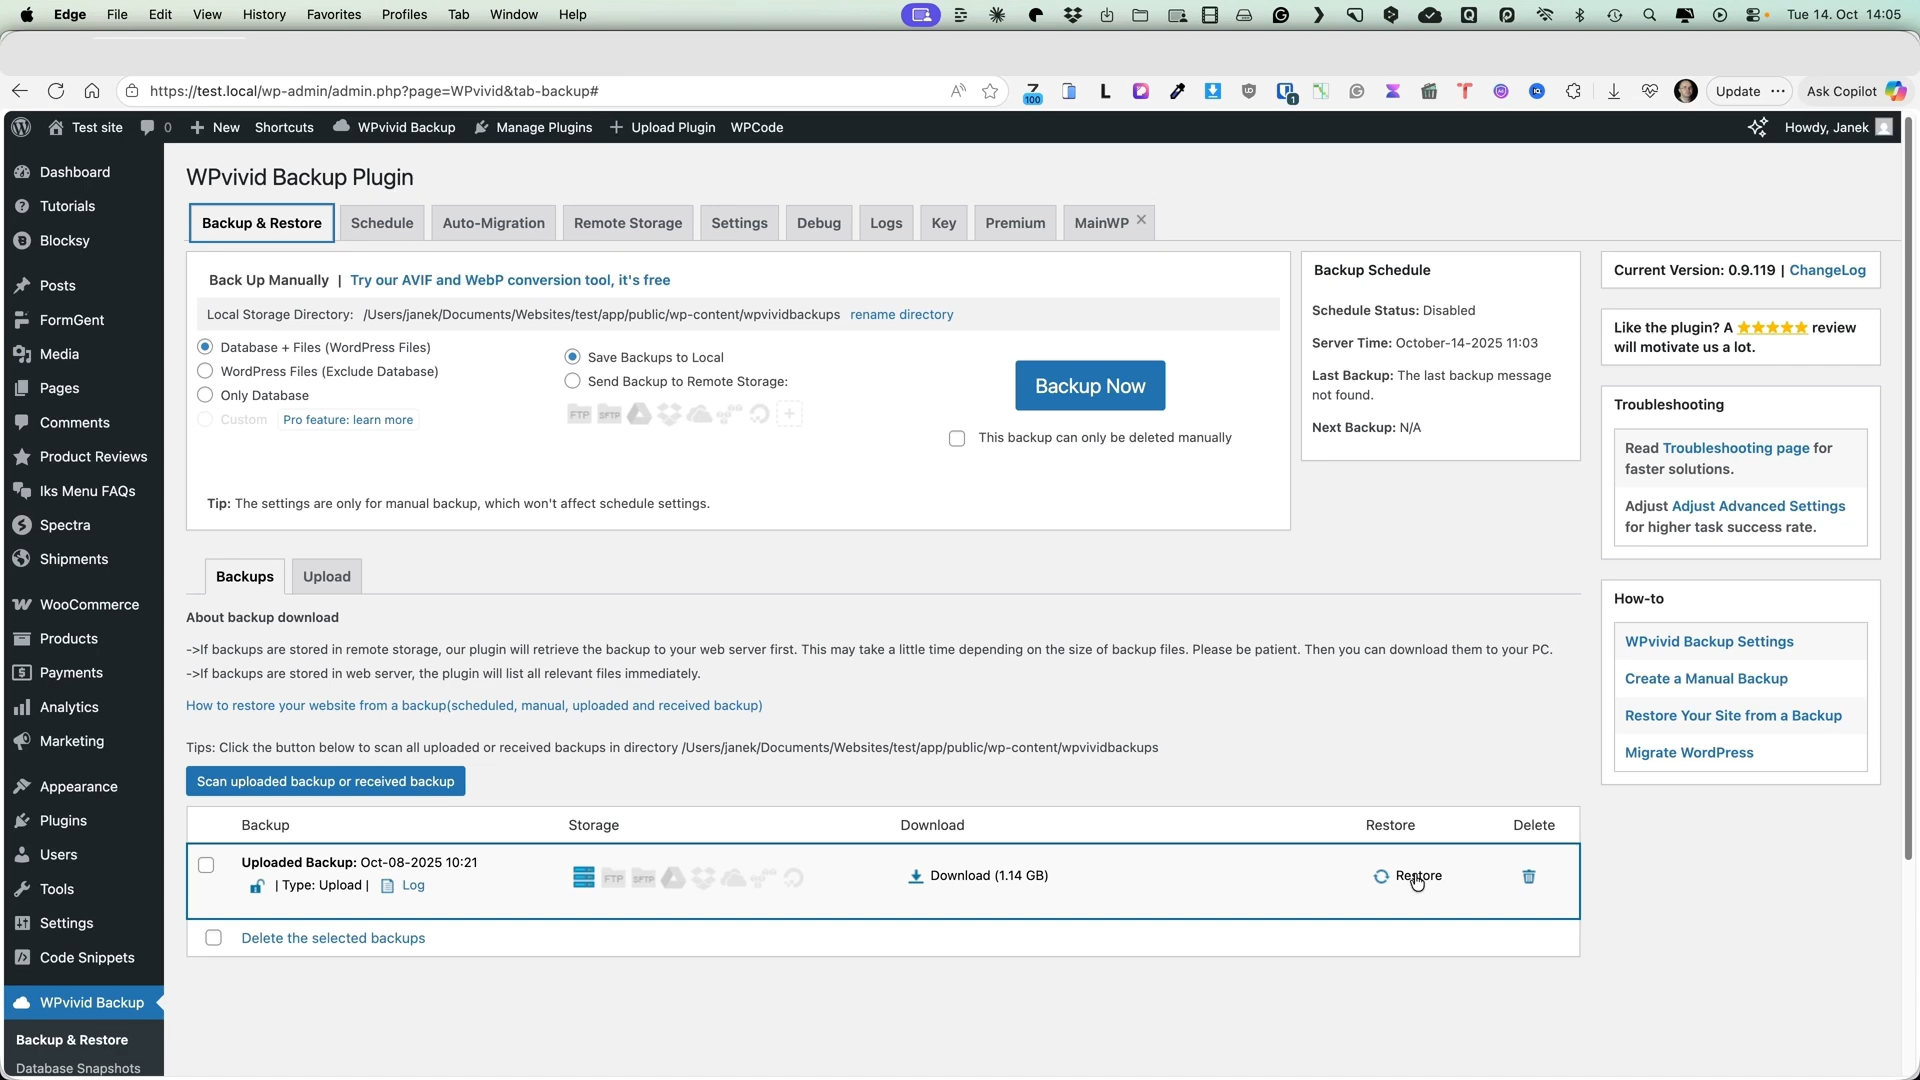 Edge File Edit View History Favorites Profiles Tab Window Help Tue 14. Oct 14:05
https://test.local/wp-admin/admin.php?page=WPvivid&tab-backup# 100 1 Update Ask Copilot
Test site 0 New Shortcuts WPvivid Backup Manage Plugins Upload Plugin WPCode Howdy, Janek
Dashboard
Tutorials
Blocksy
Posts
FormGent
Media
Pages
Comments
Product Reviews
Iks Menu FAQs
Spectra
Shipments
WooCommerce
Products
Payments
Analytics
Marketing
Appearance
Plugins
Users
Tools
Settings
Code Snippets
WPvivid Backup
Backup & Restore
Database Snapshots
WPvivid Backup Plugin
Backup & Restore Schedule Auto-Migration Remote Storage Settings Debug Logs Key Premium MainWP ×
Back Up Manually | Try our AVIF and WebP conversion tool, it's free
Local Storage Directory: /Users/janek/Documents/Websites/test/app/public/wp-content/wpvividbackups rename directory
Database + Files (WordPress Files)
WordPress Files (Exclude Database)
Only Database
Custom Pro feature: learn more
Save Backups to Local
Send Backup to Remote Storage:
FTP SFTP
Backup Now
This backup can only be deleted manually
Tip: The settings are only for manual backup, which won't affect schedule settings.
Backup Schedule
Schedule Status: Disabled
Server Time: October-14-2025 11:03
Last Backup: The last backup message
not found.
Next Backup: N/A
Current Version: 0.9.119 | ChangeLog
Like the plugin? A ★★★★★ review
will motivate us a lot.
Troubleshooting
Read Troubleshooting page for
faster solutions.
Adjust Adjust Advanced Settings
for higher task success rate.
How-to
WPvivid Backup Settings
Create a Manual Backup
Restore Your Site from a Backup
Migrate WordPress
Backups Upload
About backup download
->If backups are stored in remote storage, our plugin will retrieve the backup to your web server first. This may take a little time depending on the size of backup files. Please be patient. Then you can download them to your PC.
->If backups are stored in web server, the plugin will list all relevant files immediately.
How to restore your website from a backup(scheduled, manual, uploaded and received backup)
Tips: Click the button below to scan all uploaded or received backups in directory /Users/janek/Documents/Websites/test/app/public/wp-content/wpvividbackups
Scan uploaded backup or received backup
Backup Storage Download Restore Delete
Uploaded Backup: Oct-08-2025 10:21
| Type: Upload | Log
FTP SFTP
Download (1.14 GB)
Restore
Delete the selected backups